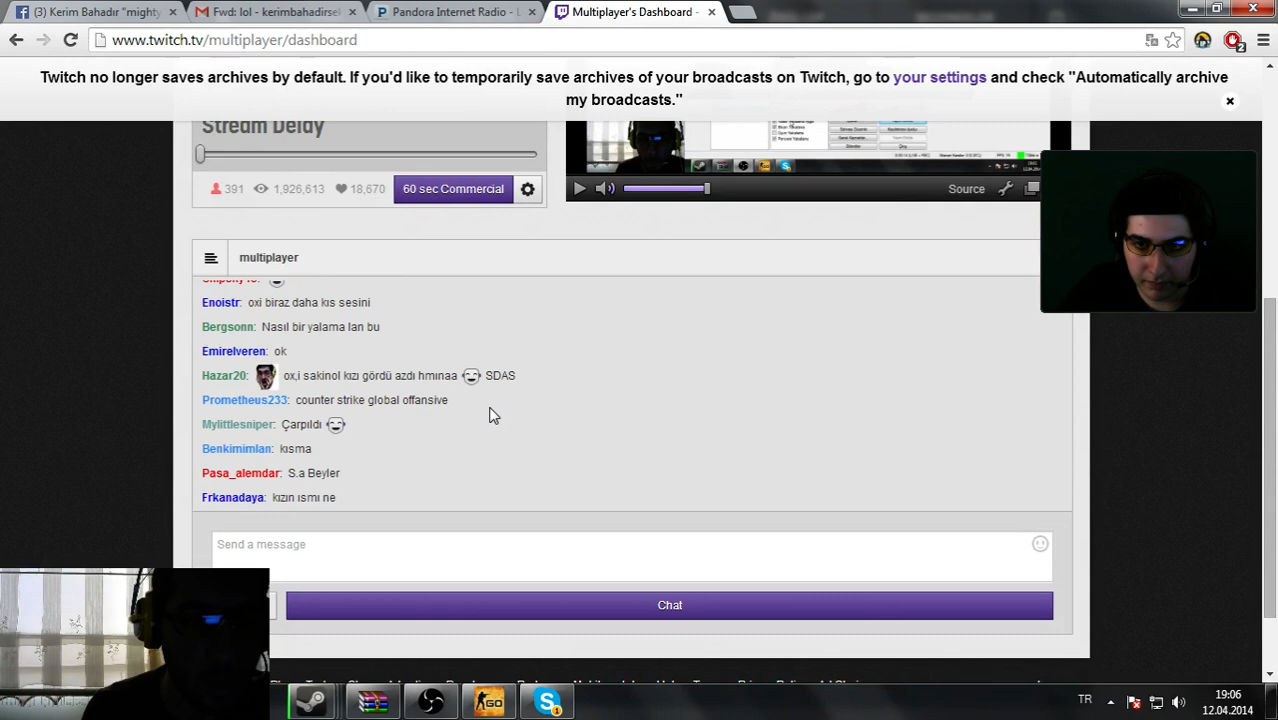 (3) Kerim Bahadır "mighty
Fwd: lol - kerimbahadirsel
Pandora Internet Radio - L
Multiplayer's Dashboard -
www.twitch.tv/multiplayer/dashboard
2
Twitch no longer saves archives by default. If you'd like to temporarily save archives of your broadcasts on Twitch, go to your settings and check "Automatically archive
my broadcasts."
Stream Delay
391 1,926,613 18,670 60 sec Commercial
Source
multiplayer
Enoistr: oxi biraz daha kıs sesini
Bergsonn: Nasıl bir yalama lan bu
Emirelveren: ok
Hazar20: ox,i sakinol kızı gördü azdı hmınaa SDAS
Prometheus233: counter strike global offansive
Mylittlesniper: Çarpıldı
Benkimimlan: kısma
Pasa_alemdar: S.a Beyler
Frkanadaya: kızın ısmı ne
Send a message
Chat
GO
1
TR
19:06
12.04.2014